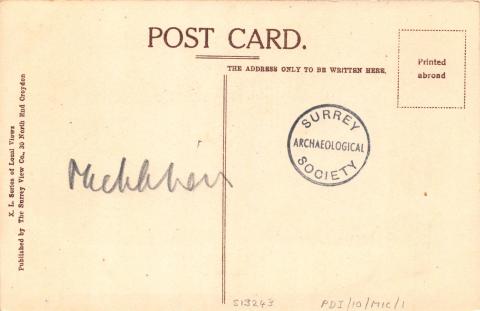 POST CARD.
THE ADDRESS ONLY TO BE WRITTEN HERE.
Printed
abroad
X. L. Series of Local Views
Published by The Surrey View Co., 30 North End Croydon
SURREY
ARCHAEOLOGICAL
SOCIETY
Mickleham
S13243
PDI/10/MIC/1